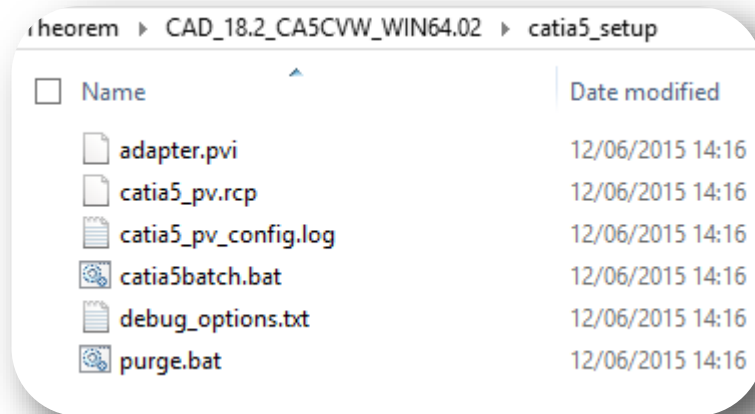 Theorem CAD_18.2_CA5CVW_WIN64.02 catia5_setup
Name Date modified
adapter.pvi 12/06/2015 14:16
catia5_pv.rcp 12/06/2015 14:16
catia5_pv_config.log 12/06/2015 14:16
catia5batch.bat 12/06/2015 14:16
debug_options.txt 12/06/2015 14:16
purge.bat 12/06/2015 14:16